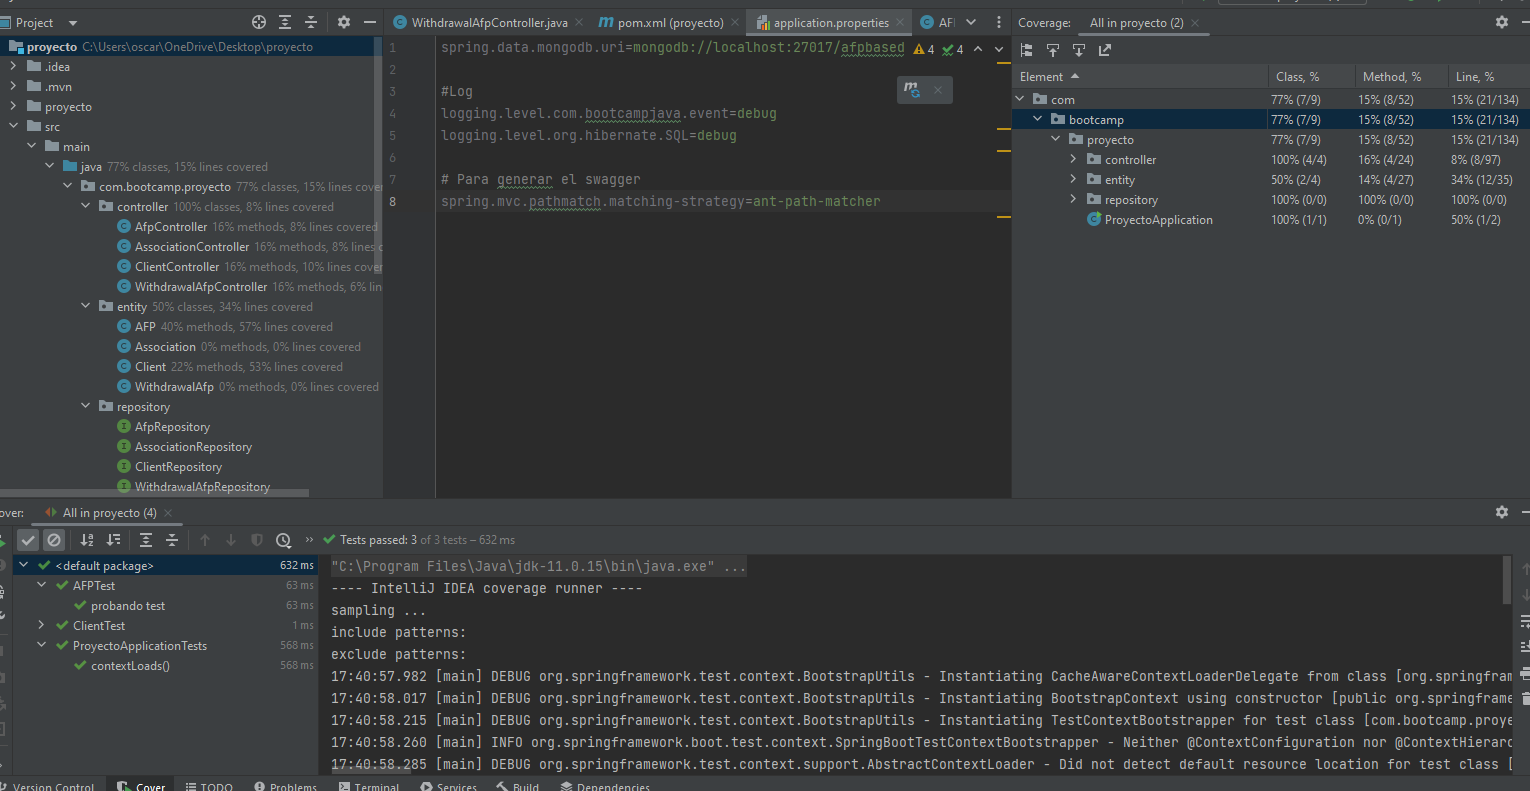 Project
proyecto C:\Users\oscar\OneDrive\Desktop\proyecto
.idea
.mvn
proyecto
src
main
java 77% classes, 15% lines covered
com.bootcamp.proyecto 77% classes, 15% lines cove
controller 100% classes, 8% lines covered
AfpController 16% methods, 8% lines covered
AssociationController 16% methods, 8% lines c
ClientController 16% methods, 10% lines cover
WithdrawalAfpController 16% methods, 6% lin
entity 50% classes, 34% lines covered
AFP 40% methods, 57% lines covered
Association 0% methods, 0% lines covered
Client 22% methods, 53% lines covered
WithdrawalAfp 0% methods, 0% lines covered
repository
AfpRepository
AssociationRepository
ClientRepository
WithdrawalAfpRepository
WithdrawalAfpController.java
pom.xml (proyecto)
application.properties
AFI
1 spring.data.mongodb.uri=mongodb://localhost:27017/afpbased
4 4
2
3 #Log
4 logging.level.com.bootcampjava.event=debug
5 logging.level.org.hibernate.SQL=debug
6
7 # Para generar el swagger
8 spring.mvc.pathmatch.matching-strategy=ant-path-matcher
Coverage: All in proyecto (2)
Element Class, % Method, % Line, %
com 77% (7/9) 15% (8/52) 15% (21/134)
bootcamp 77% (7/9) 15% (8/52) 15% (21/134)
proyecto 77% (7/9) 15% (8/52) 15% (21/134)
controller 100% (4/4) 16% (4/24) 8% (8/97)
entity 50% (2/4) 14% (4/27) 34% (12/35)
repository 100% (0/0) 100% (0/0) 100% (0/0)
ProyectoApplication 100% (1/1) 0% (0/1) 50% (1/2)
over: All in proyecto (4)
Tests passed: 3 of 3 tests – 632 ms
<default package> 632 ms
AFPTest 63 ms
probando test 63 ms
ClientTest 1 ms
ProyectoApplicationTests 568 ms
contextLoads() 568 ms
"C:\Program Files\Java\jdk-11.0.15\bin\java.exe" ...
---- IntelliJ IDEA coverage runner ----
sampling ...
include patterns:
exclude patterns:
17:40:57.982 [main] DEBUG org.springframework.test.context.BootstrapUtils - Instantiating CacheAwareContextLoaderDelegate from class [org.springfram
17:40:58.017 [main] DEBUG org.springframework.test.context.BootstrapUtils - Instantiating BootstrapContext using constructor [public org.springframe
17:40:58.215 [main] DEBUG org.springframework.test.context.BootstrapUtils - Instantiating TestContextBootstrapper for test class [com.bootcamp.proye
17:40:58.260 [main] INFO org.springframework.boot.test.context.SpringBootTestContextBootstrapper - Neither @ContextConfiguration nor @ContextHierarc
17:40:58.285 [main] DEBUG org.springframework.test.context.support.AbstractContextLoader - Did not detect default resource location for test class [
Version Control Cover TODO Problems Terminal Services Build Dependencies